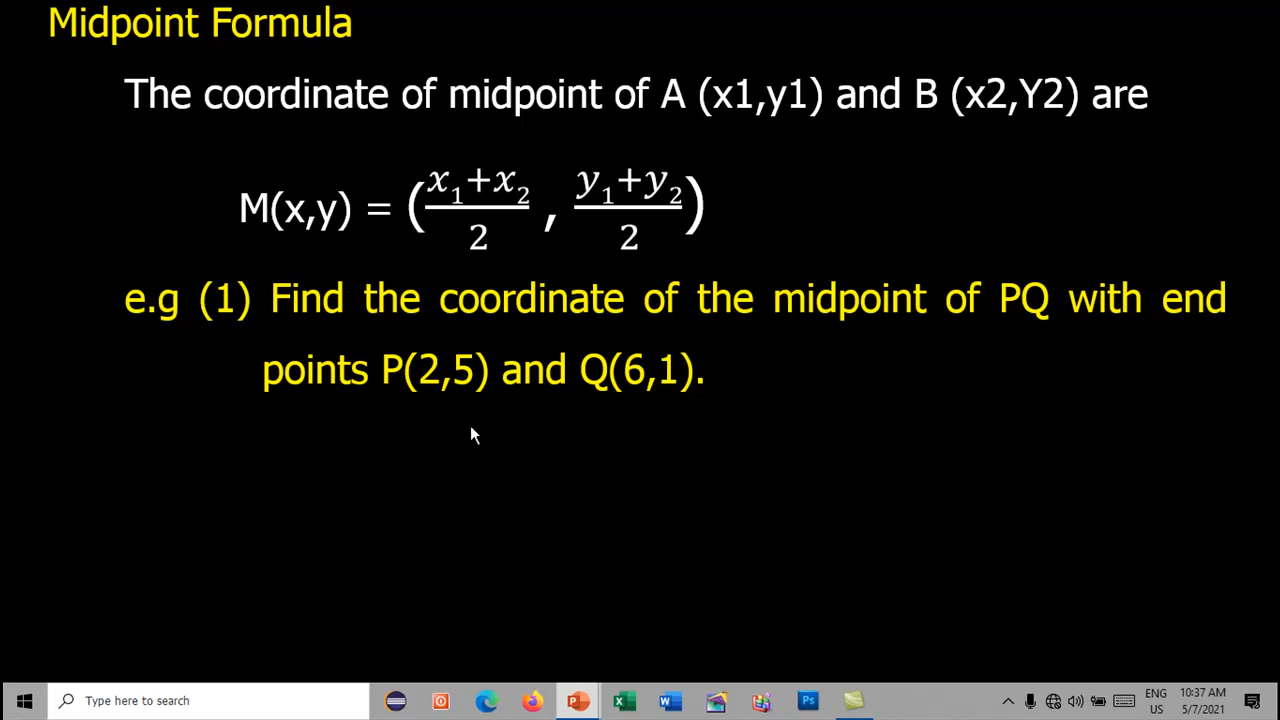 Midpoint Formula
The coordinate of midpoint of A (x1,y1) and B (x2,Y2) are
M(x,y) = (x₁+x₂/2 , y₁+y₂/2)
e.g (1) Find the coordinate of the midpoint of PQ with end
points P(2,5) and Q(6,1).
Type here to search
ENG
US
10:37 AM
5/7/2021